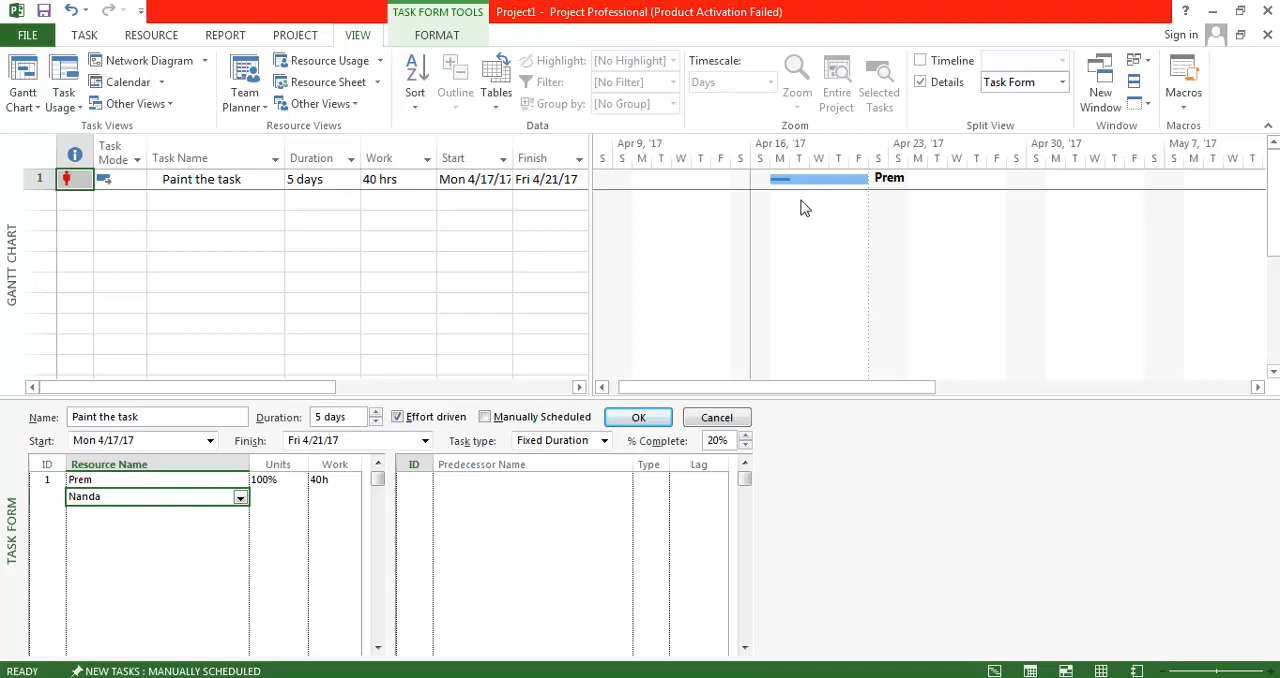 TASK FORM TOOLS
Project1 - Project Professional (Product Activation Failed)
?
FILE TASK RESOURCE REPORT PROJECT VIEW FORMAT Sign in
Gantt Chart
Task Usage
Network Diagram
Calendar
Other Views
Task Views
Team Planner
Resource Usage
Resource Sheet
Other Views
Resource Views
Sort
Outline
Tables
Highlight: [No Highlight]
Filter: [No Filter]
Group by: [No Group]
Data
Timescale:
Days
Zoom
Entire Project
Selected Tasks
Zoom
Timeline
Details Task Form
Split View
New Window
Window
Macros
Macros
Task Mode Task Name Duration Work Start Finish
1 Paint the task 5 days 40 hrs Mon 4/17/17 Fri 4/21/17
Apr 9, '17 Apr 16, '17 Apr 23, '17 Apr 30, '17 May 7, '17
S S M T W T F S S M T W T F S S M T W T F S S M T W T F S S M T W T
Prem
GANTT CHART
Name: Paint the task Duration: 5 days Effort driven Manually Scheduled OK Cancel
Start: Mon 4/17/17 Finish: Fri 4/21/17 Task type: Fixed Duration % Complete: 20%
ID Resource Name Units Work
1 Prem 100% 40h
Nanda
ID Predecessor Name Type Lag
TASK FORM
READY NEW TASKS : MANUALLY SCHEDULED